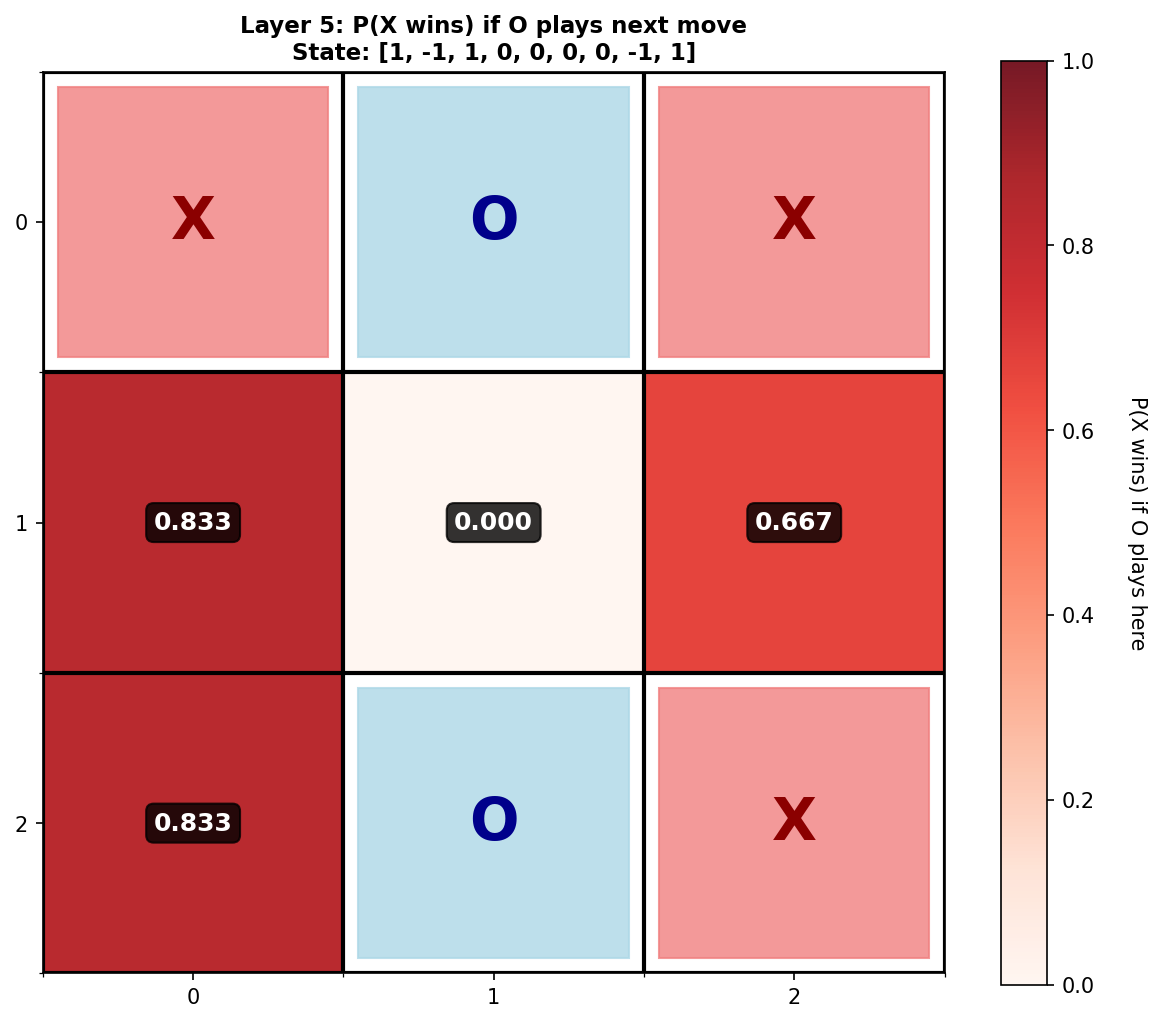 Layer 5: P(X wins) if O plays next move
State: [1, -1, 1, 0, 0, 0, 0, -1, 1]
X
O
X
0
0.833
0.000
0.667
1
0.833
O
X
2
0
1
2
1.0
0.8
0.6
0.4
0.2
0.0
P(X wins) if O plays here